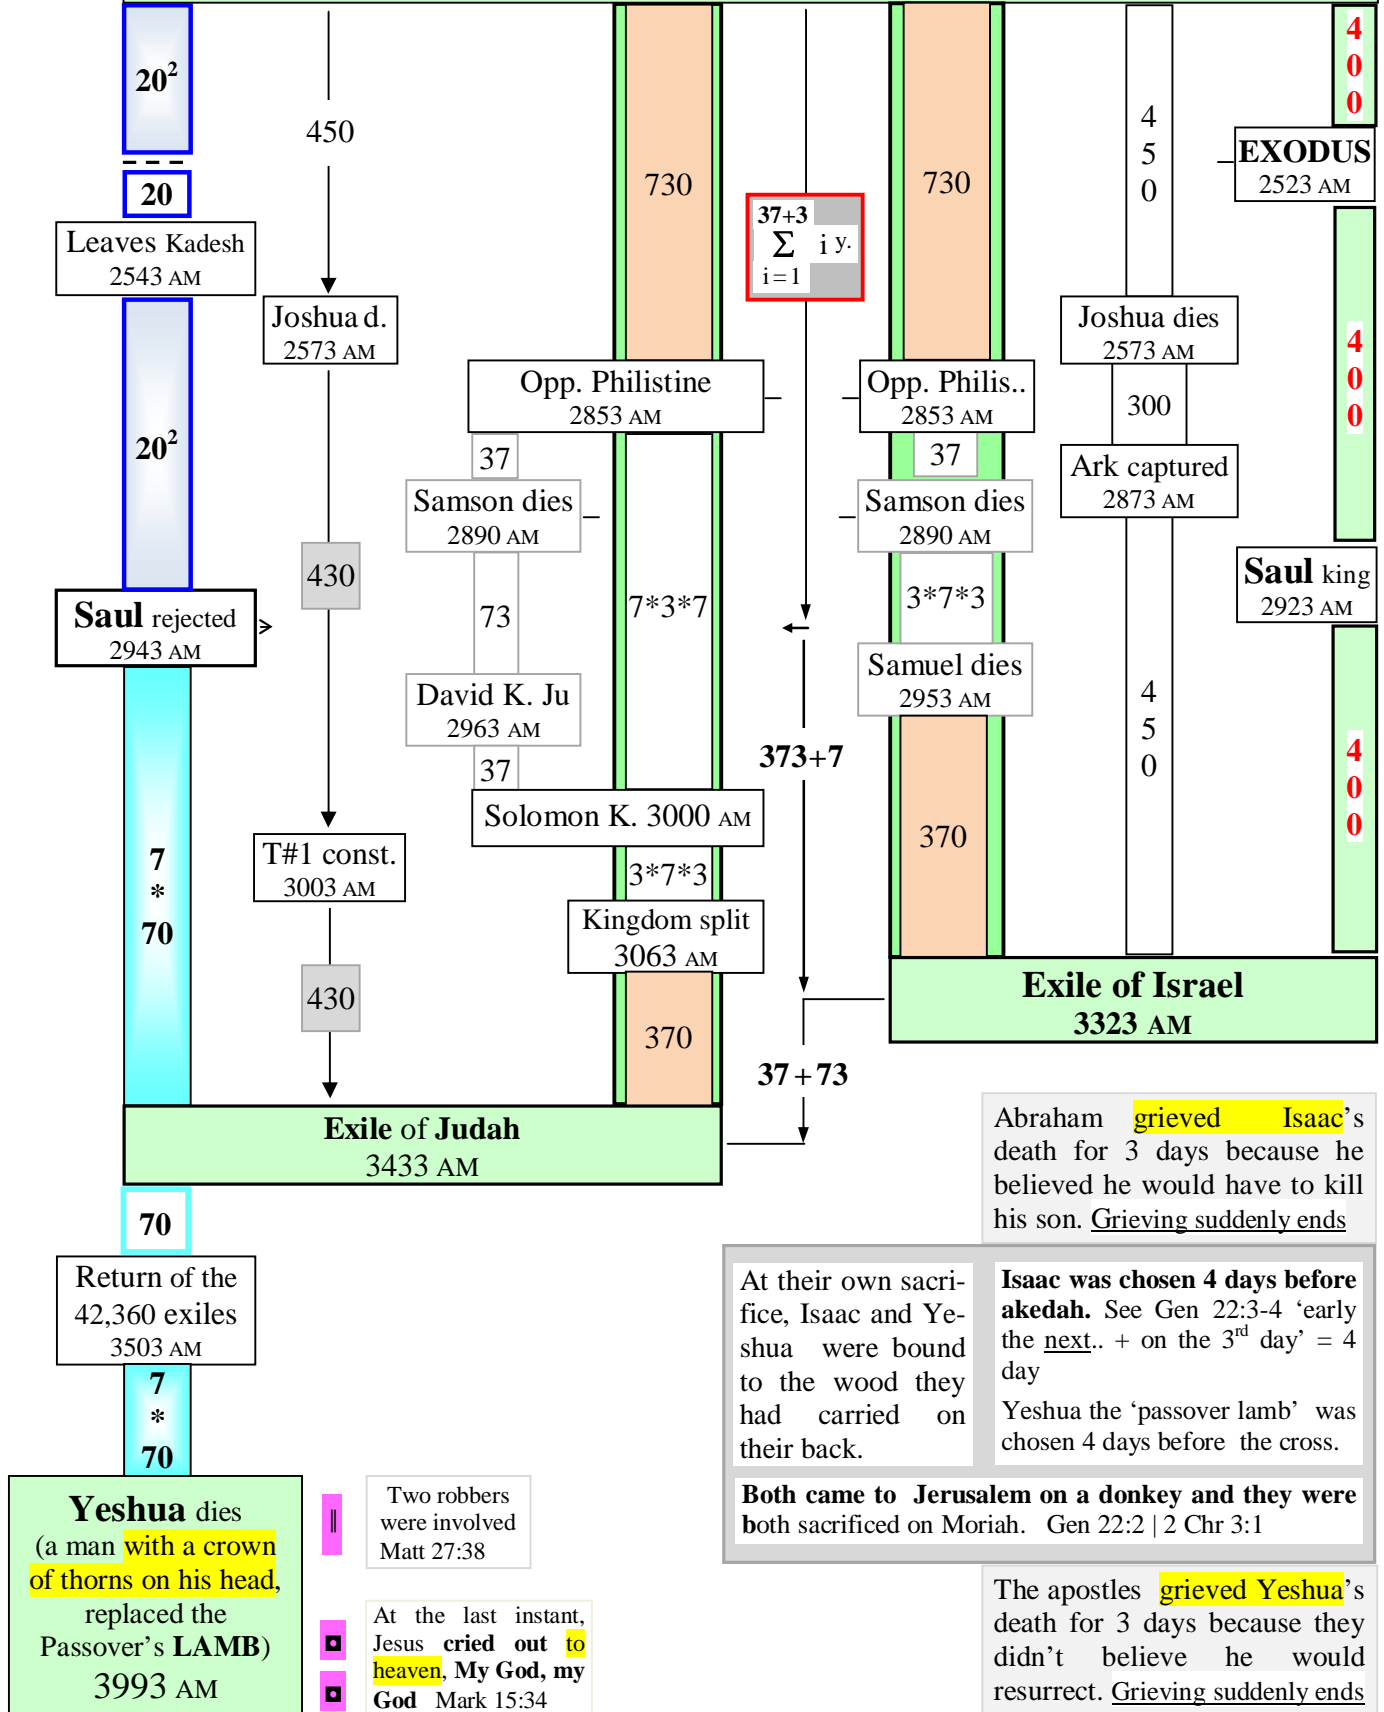 20²
20
Leaves Kadesh
2543 AM
20²
Saul rejected
2943 AM
7
*
70
450
Joshua d.
2573 AM
430
T#1 const.
3003 AM
430
730
Opp. Philistine
2853 AM
37
Samson dies
2890 AM
73
David K. Ju
2963 AM
37
7*3*7
Solomon K. 3000 AM
3*7*3
Kingdom split
3063 AM
370
Exile of Judah
3433 AM
37+3
Σ i y.
i = 1
373+7
37 + 73
730
Opp. Philis..
2853 AM
37
Samson dies
2890 AM
3*7*3
Samuel dies
2953 AM
370
4
5
0
Joshua dies
2573 AM
300
Ark captured
2873 AM
4
5
0
4
0
0
EXODUS
2523 AM
4
0
0
Saul king
2923 AM
4
0
0
Exile of Israel
3323 AM
70
Return of the
42,360 exiles
3503 AM
7
*
70
Yeshua dies
(a man with a crown
of thorns on his head,
replaced the
Passover's LAMB)
3993 AM
Two robbers
were involved
Matt 27:38
At the last instant,
Jesus cried out to
heaven, My God, my
God Mark 15:34
Abraham grieved Isaac's
death for 3 days because he
believed he would have to kill
his son. Grieving suddenly ends
At their own sacri-
fice, Isaac and Ye-
shua were bound
to the wood they
had carried on
their back.
Isaac was chosen 4 days before
akedah. See Gen 22:3-4 'early
the next.. + on the 3rd day' = 4
day
Yeshua the 'passover lamb' was
chosen 4 days before the cross.
Both came to Jerusalem on a donkey and they were
both sacrificed on Moriah. Gen 22:2 | 2 Chr 3:1
The apostles grieved Yeshua's
death for 3 days because they
didn't believe he would
resurrect. Grieving suddenly ends